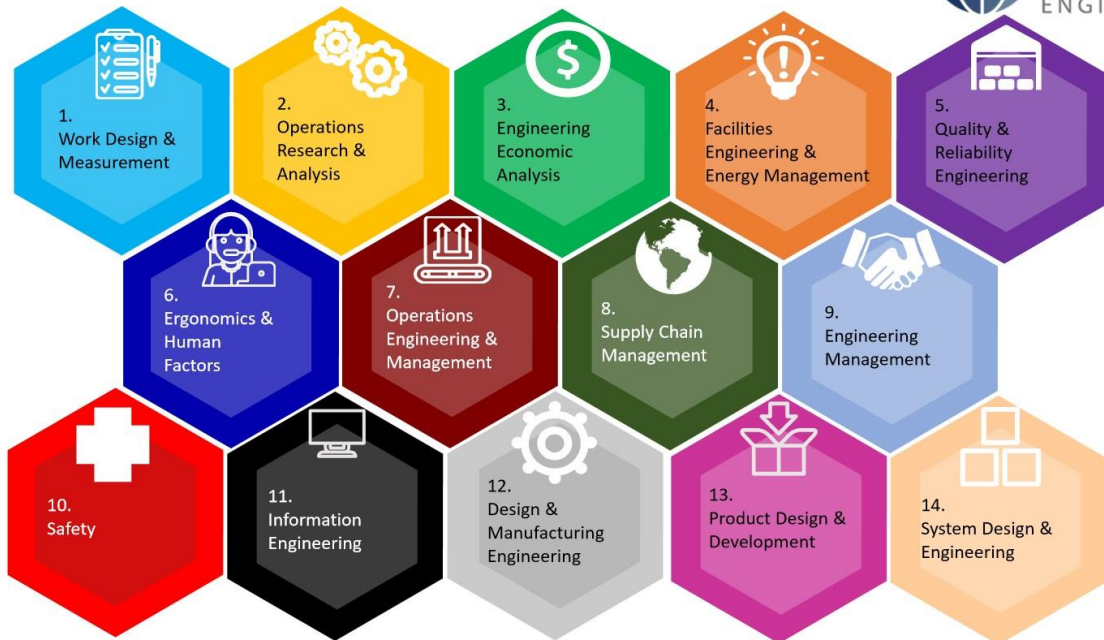 ENGI
1.
Work Design &
Measurement
2.
Operations
Research &
Analysis
3.
Engineering
Economic
Analysis
4.
Facilities
Engineering &
Energy Management
5.
Quality &
Reliability
Engineering
6.
Ergonomics &
Human
Factors
7.
Operations
Engineering &
Management
8.
Supply Chain
Management
9.
Engineering
Management
10.
Safety
11.
Information
Engineering
12.
Design &
Manufacturing
Engineering
13.
Product Design &
Development
14.
System Design &
Engineering